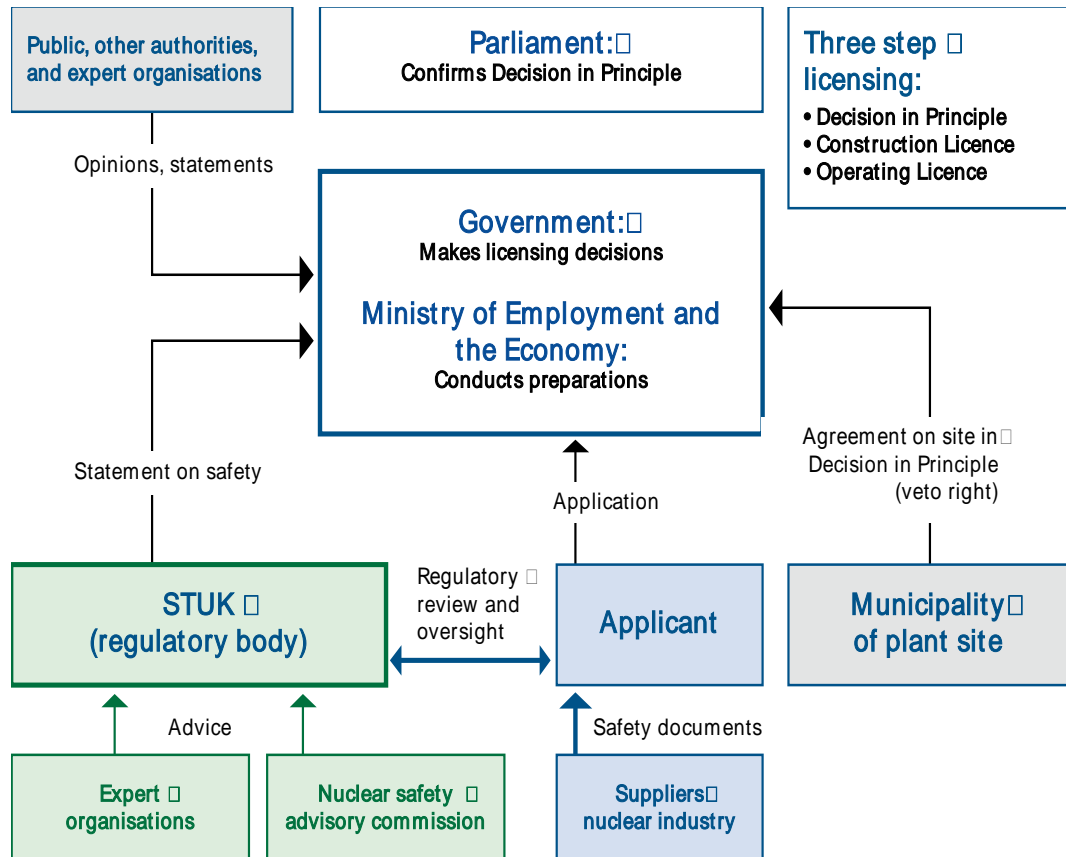 Public, other authorities,
and expert organisations
Parliament:
Confirms Decision in Principle
Three step
licensing:
• Decision in Principle
• Construction Licence
• Operating Licence
Opinions, statements
Government:
Makes licensing decisions
Ministry of Employment and
the Economy:
Conducts preparations
Statement on safety
Application
Agreement on site in
Decision in Principle
(veto right)
STUK
(regulatory body)
Regulatory
review and
oversight
Applicant
Municipality
of plant site
Advice
Safety documents
Expert
organisations
Nuclear safety
advisory commission
Suppliers
nuclear industry